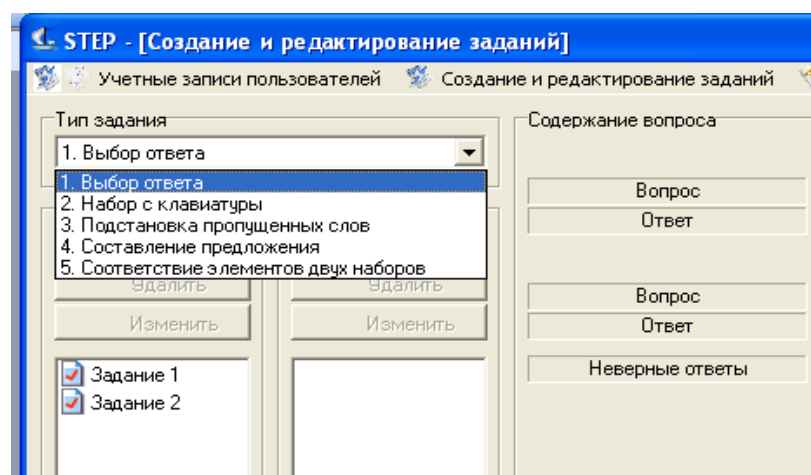 STEP - [Создание и редактирование заданий]
Учетные записи пользователей Создание и редактирование заданий
Тип задания
1. Выбор ответа
1. Выбор ответа
2. Набор с клавиатуры
3. Подстановка пропущенных слов
4. Составление предложения
5. Соответствие элементов двух наборов
Удалить Удалить
Изменить Изменить
Задание 1
Задание 2
Содержание вопроса
Вопрос
Ответ
Вопрос
Ответ
Неверные ответы